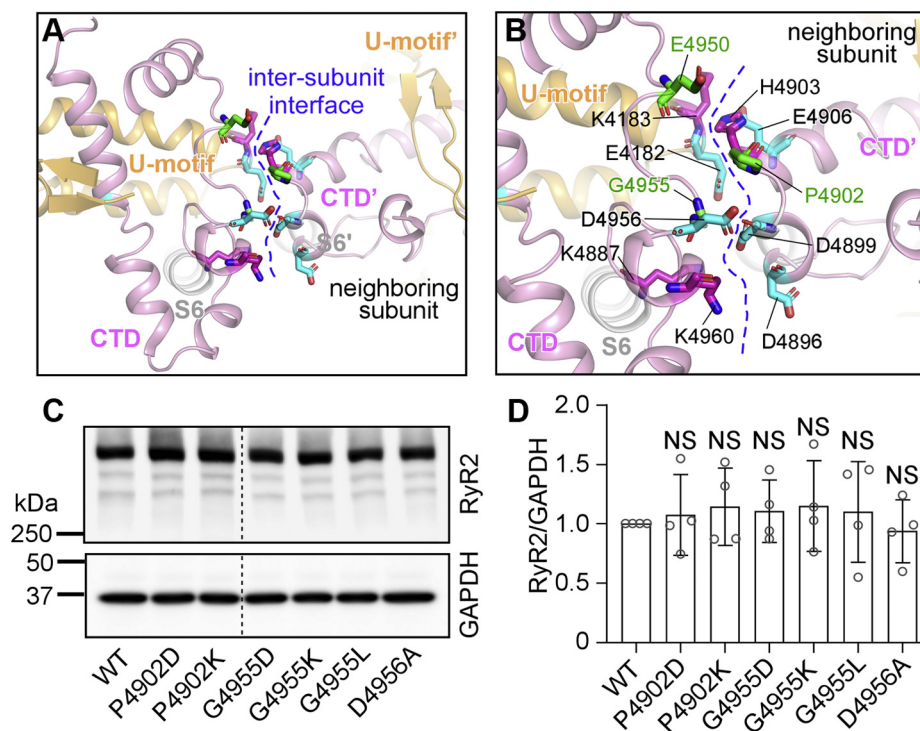 A
U-motif'
inter-subunit
interface
U-motif
CTD'
S6'
S6
neighboring
subunit
CTD
B
E4950
neighboring
subunit
U-motif
H4903
K4183
E4906
E4182
CTD'
G4955
P4902
D4956
D4899
K4887
S6
K4960
D4896
CTD
C
RyR2
kDa
250
50
37
GAPDH
WT
P4902D
P4902K
G4955D
G4955K
G4955L
D4956A
D
2.0
1.5
1.0
0.5
0
RyR2/GAPDH
NS
NS
NS
NS
NS
NS
WT
P4902D
P4902K
G4955D
G4955K
G4955L
D4956A